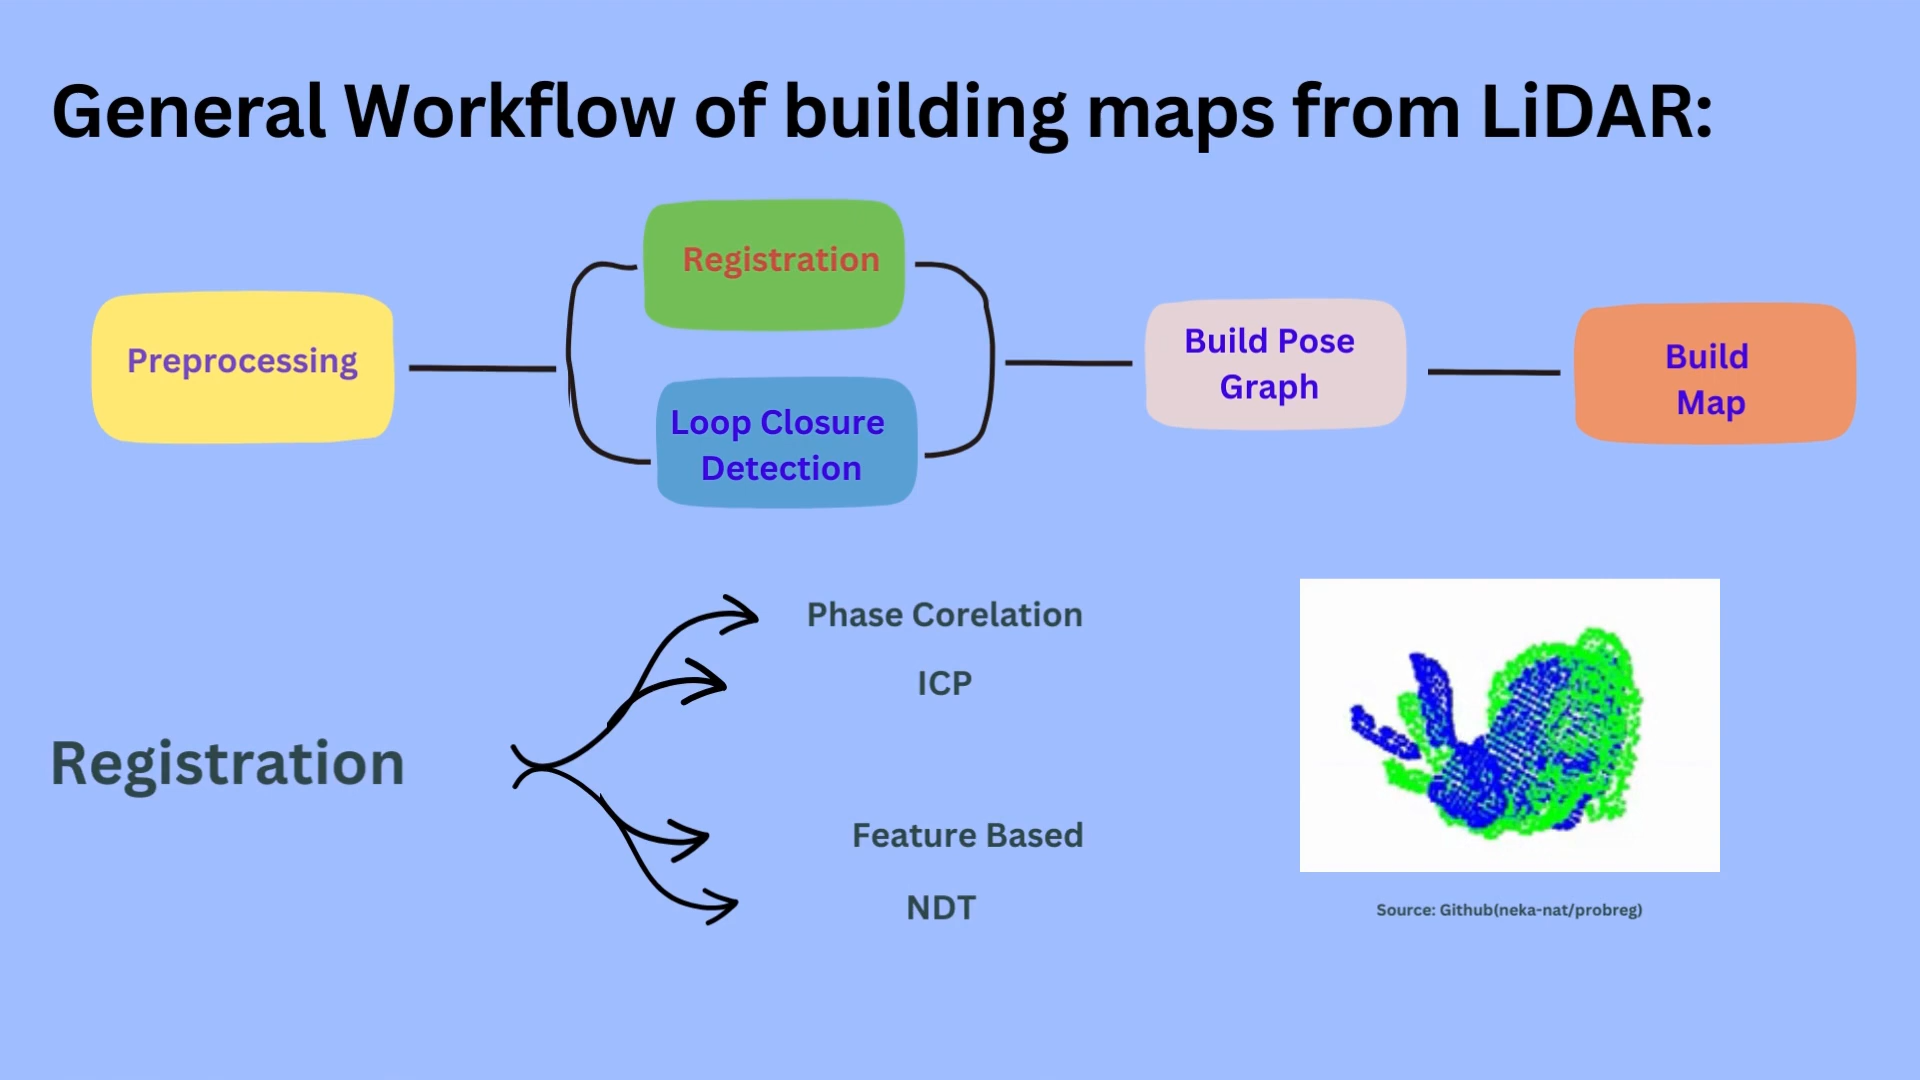 General Workflow of building maps from LiDAR:
Preprocessing
Registration
Loop Closure
Detection
Build Pose
Graph
Build
Map
Registration
Phase Corelation
ICP
Feature Based
NDT
Source: Github(neka-nat/probreg)